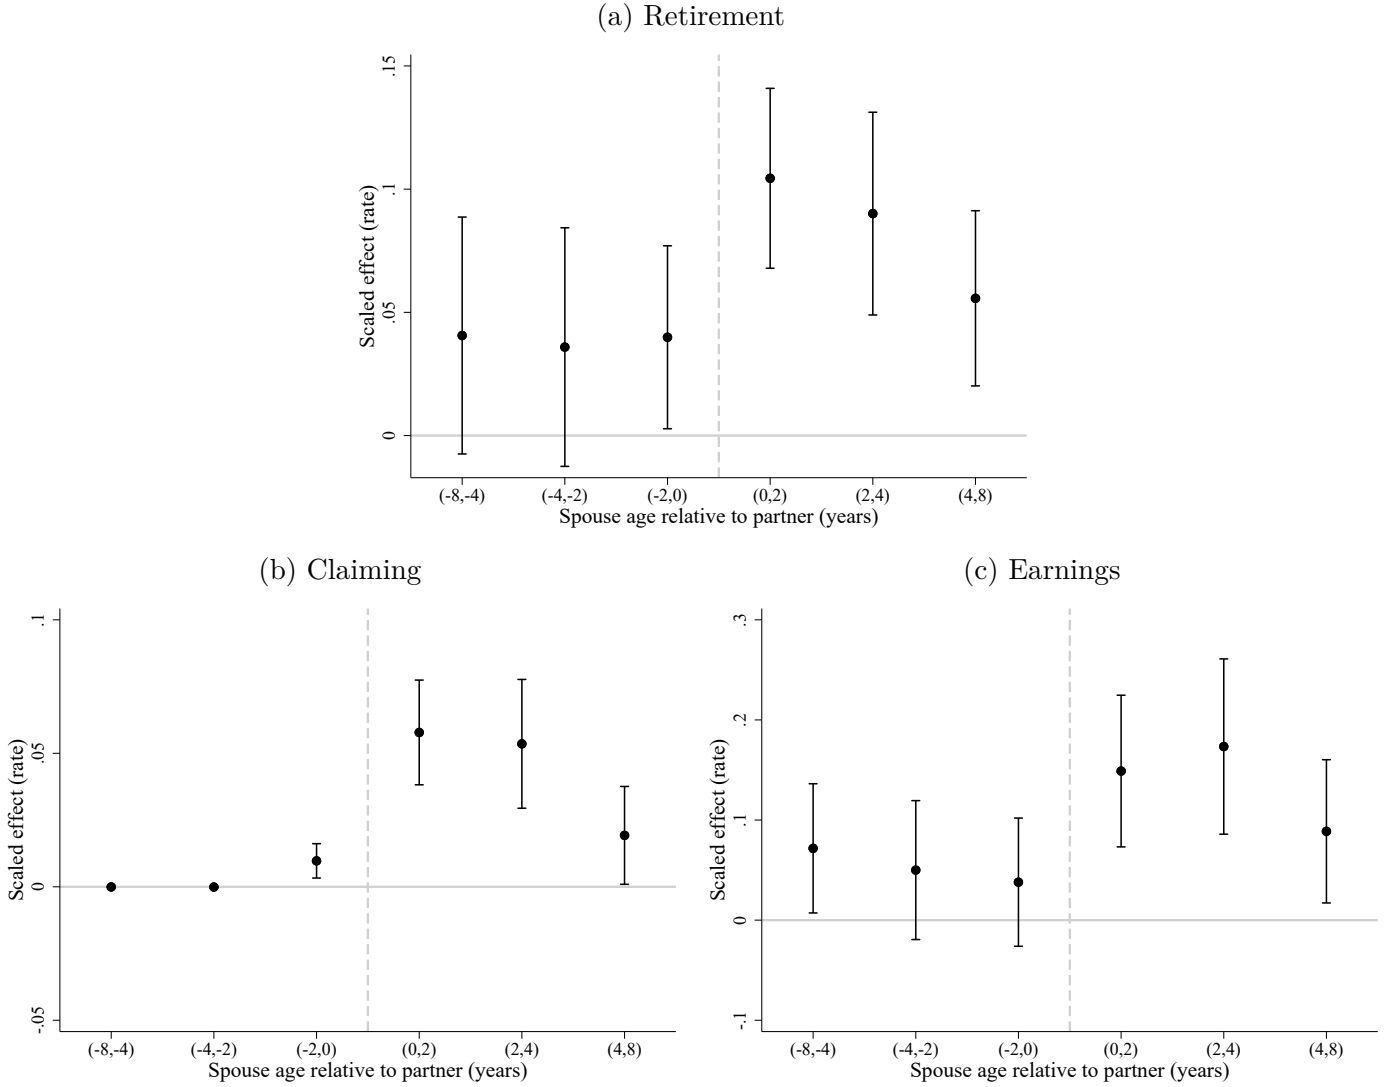 (a) Retirement
Scaled effect (rate)
.15
.1
.05
0
(-8,-4) (-4,-2) (-2,0) (0,2) (2,4) (4,8)
Spouse age relative to partner (years)
(b) Claiming
Scaled effect (rate)
.1
.05
0
-.05
(-8,-4) (-4,-2) (-2,0) (0,2) (2,4) (4,8)
Spouse age relative to partner (years)
(c) Earnings
Scaled effect (rate)
.3
.2
.1
0
-.1
(-8,-4) (-4,-2) (-2,0) (0,2) (2,4) (4,8)
Spouse age relative to partner (years)